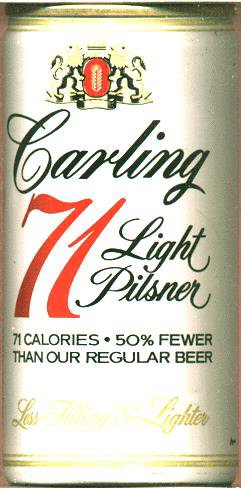 Carling
71
Light
Pilsner
71 CALORIES • 50% FEWER
THAN OUR REGULAR BEER
Less Filling & Lighter